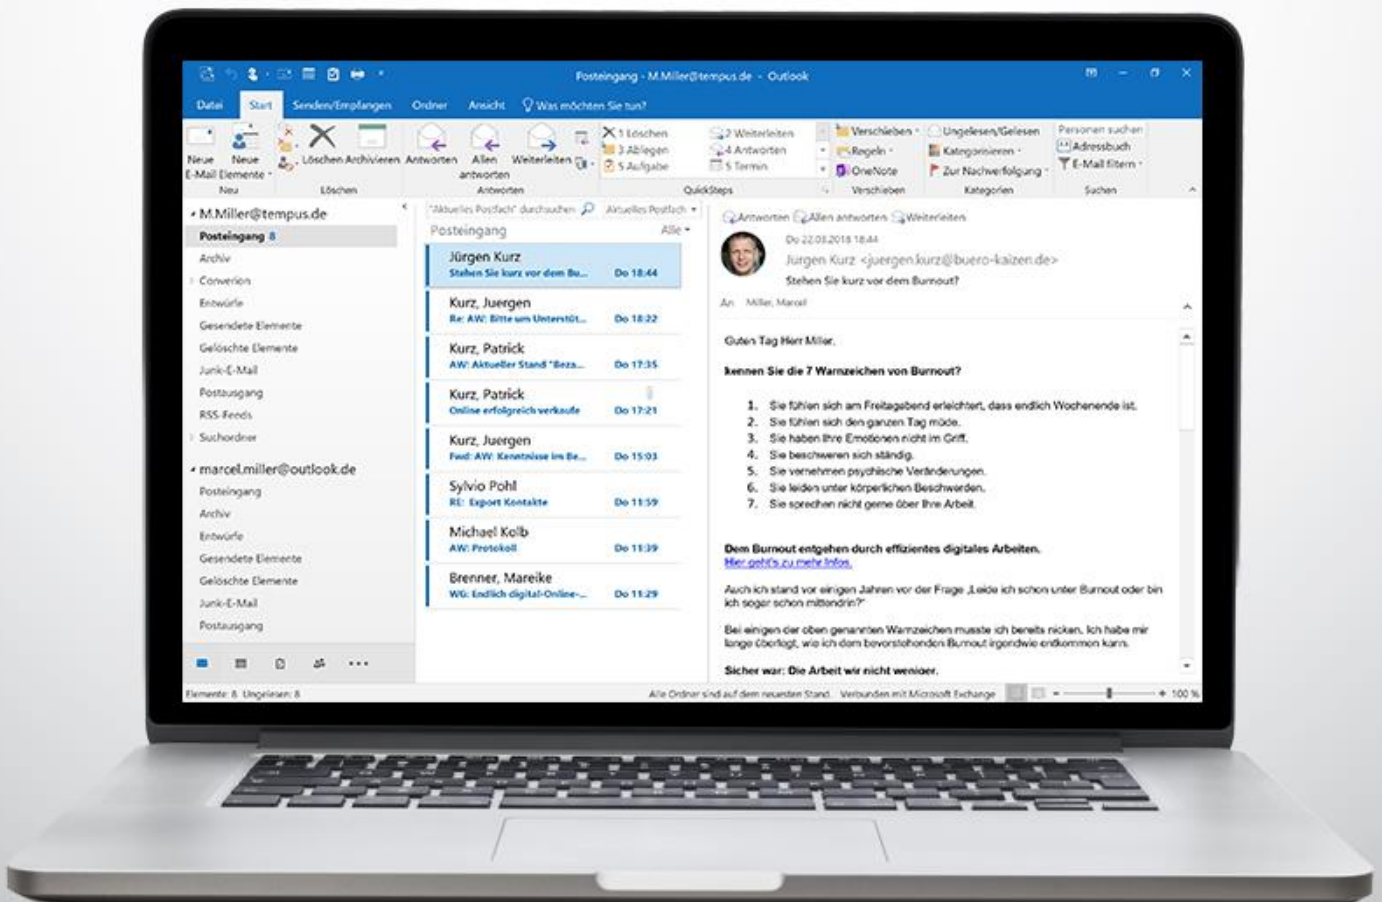 Posteingang - M.Miller@tempus.de - Outlook
Datei Start Senden/Empfangen Ordner Ansicht Was möchten Sie tun?
Neue E-Mail
Neue Elemente
Löschen Archivieren
Antworten
Allen antworten
Weiterleiten
1 Löschen
3 Ablegen
5 Aufgabe
2 Weiterleiten
4 Antworten
5 Termin
Verschieben
Regeln
OneNote
Ungelesen/Gelesen
Kategorisieren
Zur Nachverfolgung
Personen suchen
Adressbuch
E-Mail filtern
Neu Löschen Antworten QuickSteps Verschieben Kategorien Suchen
M.Miller@tempus.de
Posteingang 8
Archiv
Converion
Entwürfe
Gesendete Elemente
Gelöschte Elemente
Junk-E-Mail
Postausgang
RSS-Feeds
Suchordner
marcel.miller@outlook.de
Posteingang
Archiv
Entwürfe
Gesendete Elemente
Gelöschte Elemente
Junk-E-Mail
Postausgang
"Aktuelles Postfach" durchsuchen Aktuelles Postfach
Posteingang Alle
Jürgen Kurz
Stehen Sie kurz vor dem Bu... Do 18:44
Kurz, Juergen
Re: AW: Bitte um Unterstüt... Do 18:22
Kurz, Patrick
AW: Aktueller Stand "Beza... Do 17:35
Kurz, Patrick
Online erfolgreich verkaufe Do 17:21
Kurz, Juergen
Fwd: AW: Kenntnisse im Be... Do 15:03
Sylvio Pohl
RE: Export Kontakte Do 11:59
Michael Kolb
AW: Protokoll Do 11:39
Brenner, Mareike
WG: Endlich digital-Online-... Do 11:29
Antworten Allen antworten Weiterleiten
Do 22.03.2018 18:44
Jürgen Kurz <juergen.kurz@buero-kaizen.de>
Stehen Sie kurz vor dem Burnout?
An Miller, Marcel
Guten Tag Herr Miller,
kennen Sie die 7 Warnzeichen von Burnout?
1. Sie fühlen sich am Freitagabend erleichtert, dass endlich Wochenende ist.
2. Sie fühlen sich den ganzen Tag müde.
3. Sie haben Ihre Emotionen nicht im Griff.
4. Sie beschweren sich ständig.
5. Sie vernehmen psychische Veränderungen.
6. Sie leiden unter körperlichen Beschwerden.
7. Sie sprechen nicht gerne über Ihre Arbeit.
Dem Burnout entgehen durch effizientes digitales Arbeiten.
Hier geht's zu mehr Infos.
Auch ich stand vor einigen Jahren vor der Frage „Leide ich schon unter Burnout oder bin
ich sogar schon mittendrin?"
Bei einigen der oben genannten Warnzeichen musste ich bereits nicken. Ich habe mir
lange überlegt, wie ich dem bevorstehenden Burnout irgendwie entkommen kann.
Sicher war: Die Arbeit wir nicht weniger.
Elemente: 8 Ungelesen: 8
Alle Ordner sind auf dem neuesten Stand. Verbunden mit Microsoft Exchange 100 %